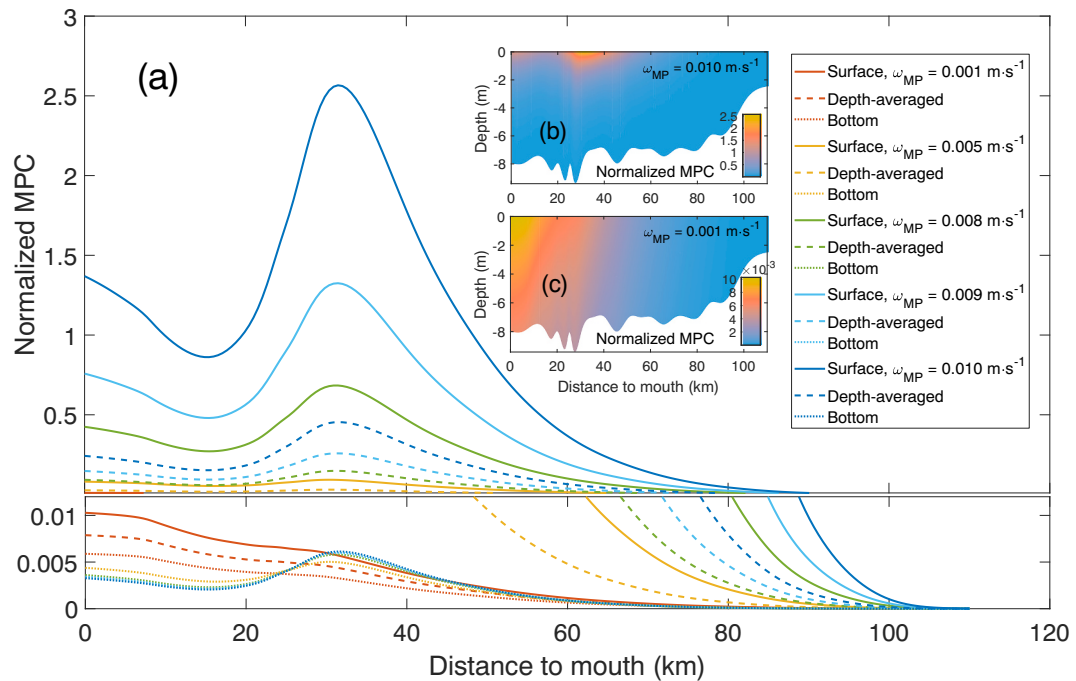 3
2.5
2
1.5
1
0.5
Normalized MPC
(a)
0
-2
-4
-6
-8
Depth (m)
ω_MP = 0.010 m·s⁻¹
(b)
2.5
2
1.5
1
0.5
Normalized MPC
0 20 40 60 80 100
0
-2
-4
-6
-8
Depth (m)
ω_MP = 0.001 m·s⁻¹
(c)
×10⁻³
10
8
6
4
2
Normalized MPC
0 20 40 60 80 100
Distance to mouth (km)
Surface, ω_MP = 0.001 m·s⁻¹
Depth-averaged
Bottom
Surface, ω_MP = 0.005 m·s⁻¹
Depth-averaged
Bottom
Surface, ω_MP = 0.008 m·s⁻¹
Depth-averaged
Bottom
Surface, ω_MP = 0.009 m·s⁻¹
Depth-averaged
Bottom
Surface, ω_MP = 0.010 m·s⁻¹
Depth-averaged
Bottom
0.01
0.005
0
0 20 40 60 80 100 120
Distance to mouth (km)